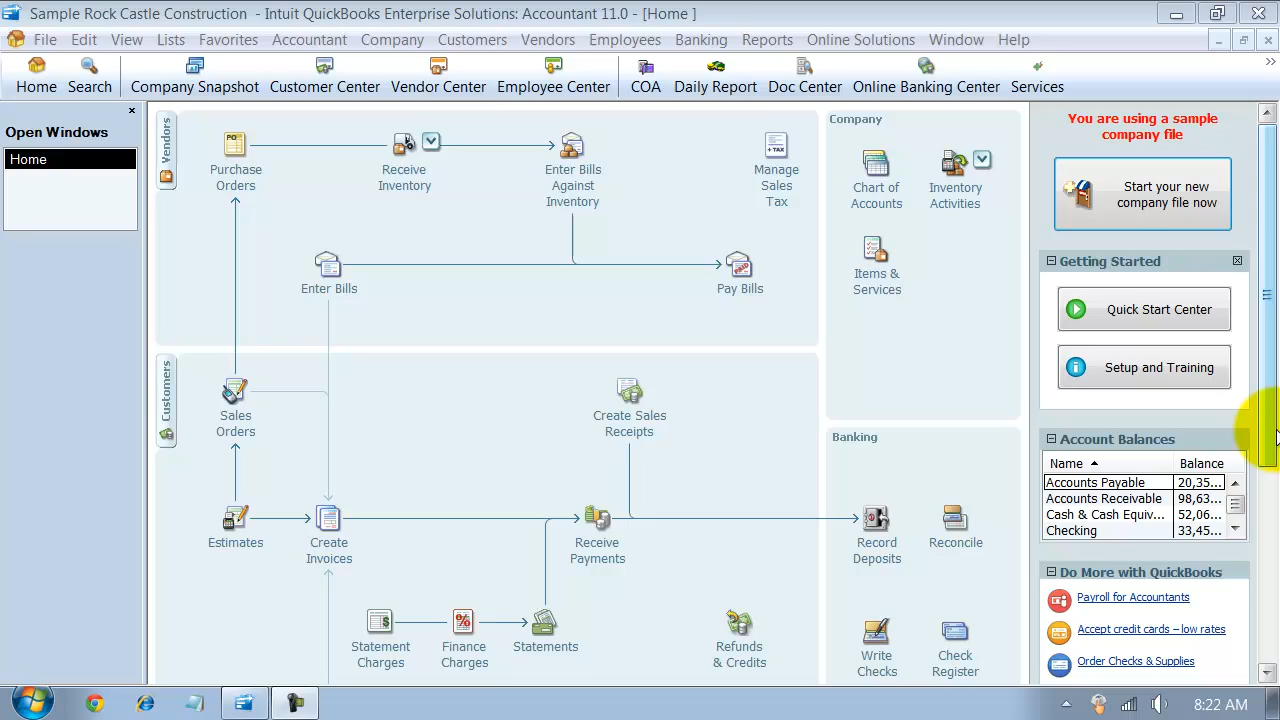 Sample Rock Castle Construction - Intuit QuickBooks Enterprise Solutions: Accountant 11.0 - [Home ]
File Edit View Lists Favorites Accountant Company Customers Vendors Employees Banking Reports Online Solutions Window Help
Home Search Company Snapshot Customer Center Vendor Center Employee Center COA Daily Report Doc Center Online Banking Center Services
Open Windows
Home
Vendors
PO
Purchase
Orders
Receive
Inventory
Enter Bills
Against
Inventory
+ TAX
Manage
Sales
Tax
Enter Bills
PAID
Pay Bills
Customers
Sales
Orders
Create Sales
Receipts
Estimates
Create
Invoices
Receive
Payments
Statement
Charges
Finance
Charges
Statements
Refunds
& Credits
Company
Chart of
Accounts
Inventory
Activities
Items &
Services
Banking
Record
Deposits
Reconcile
Write
Checks
Check
Register
You are using a sample
company file
Start your new
company file now
Getting Started
Quick Start Center
Setup and Training
Account Balances
Name Balance
Accounts Payable 20,35...
Accounts Receivable 98,63...
Cash & Cash Equiv... 52,06...
Checking 33,45...
Do More with QuickBooks
Payroll for Accountants
Accept credit cards – low rates
Order Checks & Supplies
8:22 AM